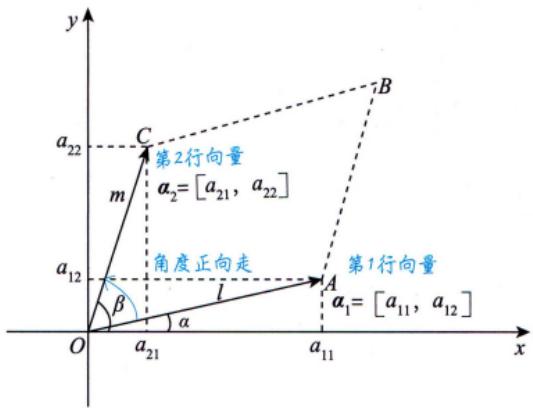 y
B
a₂₂
C
第2行向量
m
α₂=[a₂₁, a₂₂]
a₁₂
角度正向走
第1行向量
A
β
l
α
α₁=[a₁₁, a₁₂]
O
a₂₁
a₁₁
x